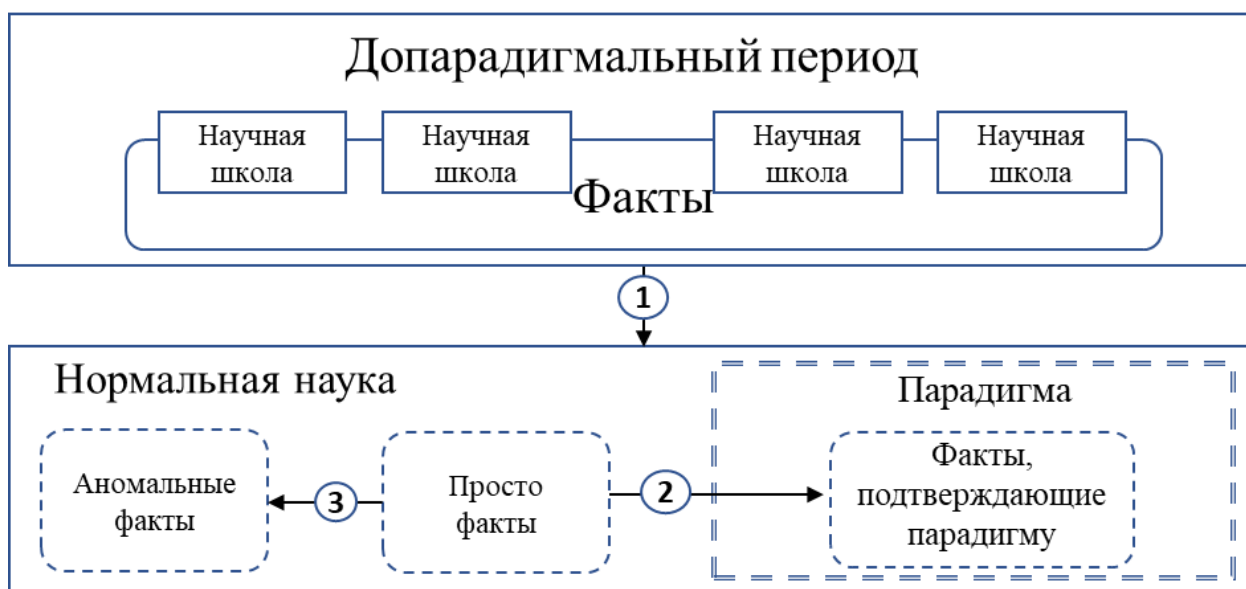 Допарадигмальный период
Научная
школа
Научная
школа
Научная
школа
Научная
школа
Факты
1
Нормальная наука
Парадигма
Аномальные
факты
3
Просто
факты
2
Факты,
подтверждающие
парадигму